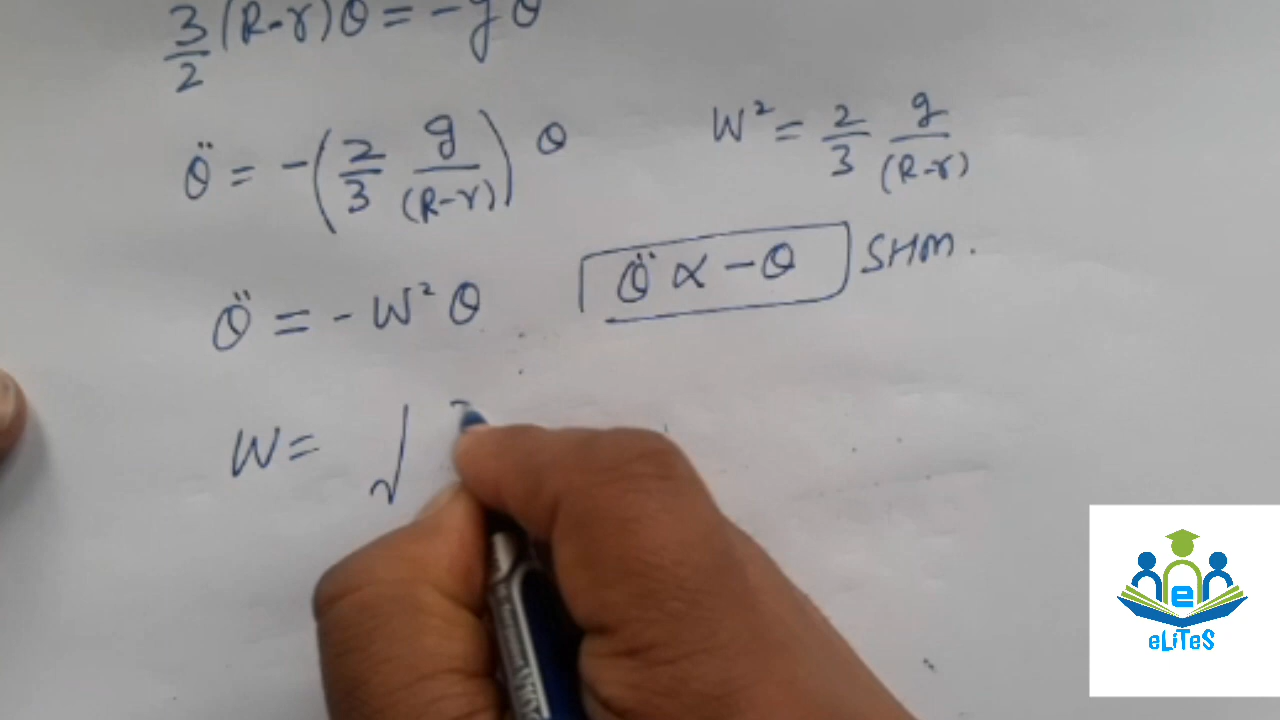 3/2 (R-r)θ̈ = -gθ
θ̈ = -(2/3 g/(R-r)) θ
W² = 2/3 g/(R-r)
θ̈ = -W²θ
θ̈ ∝ -θ SHM.
W = √
e
eLiTeS